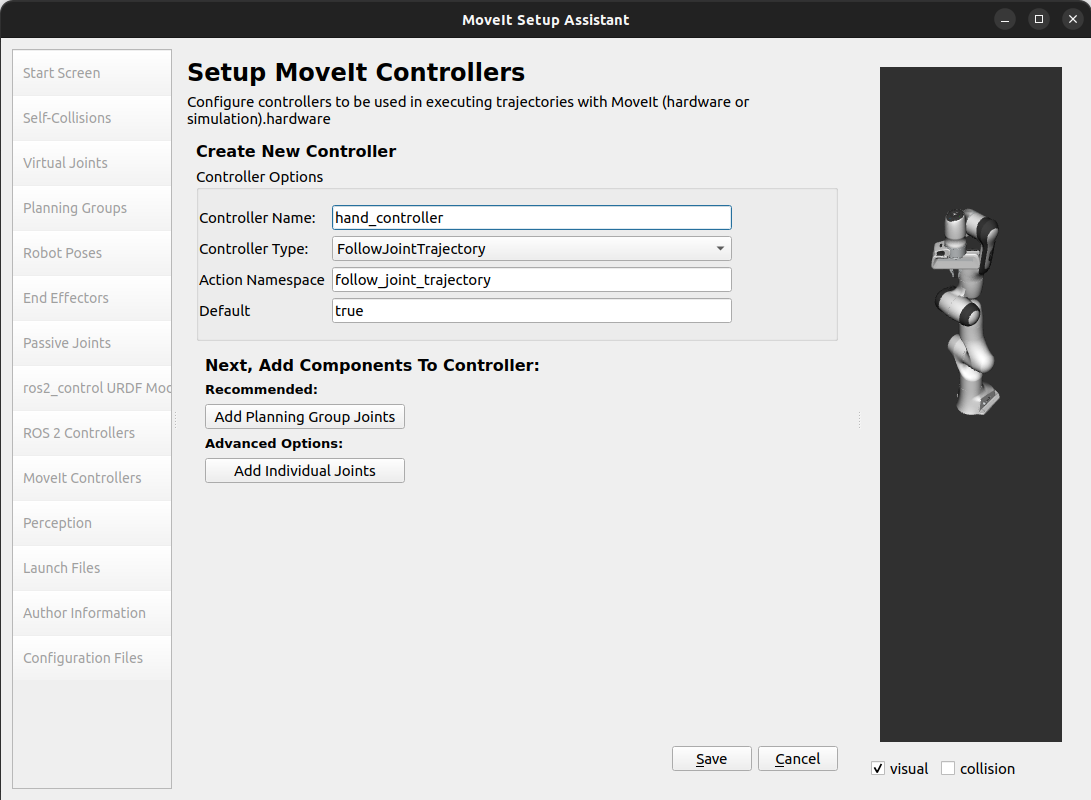 MoveIt Setup Assistant
Start Screen
Self-Collisions
Virtual Joints
Planning Groups
Robot Poses
End Effectors
Passive Joints
ros2_control URDF Moc
ROS 2 Controllers
MoveIt Controllers
Perception
Launch Files
Author Information
Configuration Files
Setup MoveIt Controllers
Configure controllers to be used in executing trajectories with MoveIt (hardware or
simulation).hardware
Create New Controller
Controller Options
Controller Name: hand_controller
Controller Type: FollowJointTrajectory
Action Namespace follow_joint_trajectory
Default true
Next, Add Components To Controller:
Recommended:
Add Planning Group Joints
Advanced Options:
Add Individual Joints
Save Cancel
visual collision